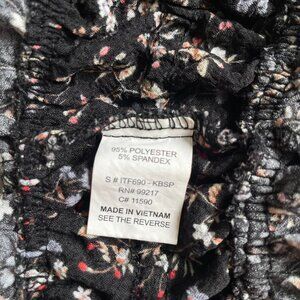 95% POLYESTER
5% SPANDEX
S # ITF690 - KBSP
RN# 99217
C# 11590
MADE IN VIETNAM
SEE THE REVERSE